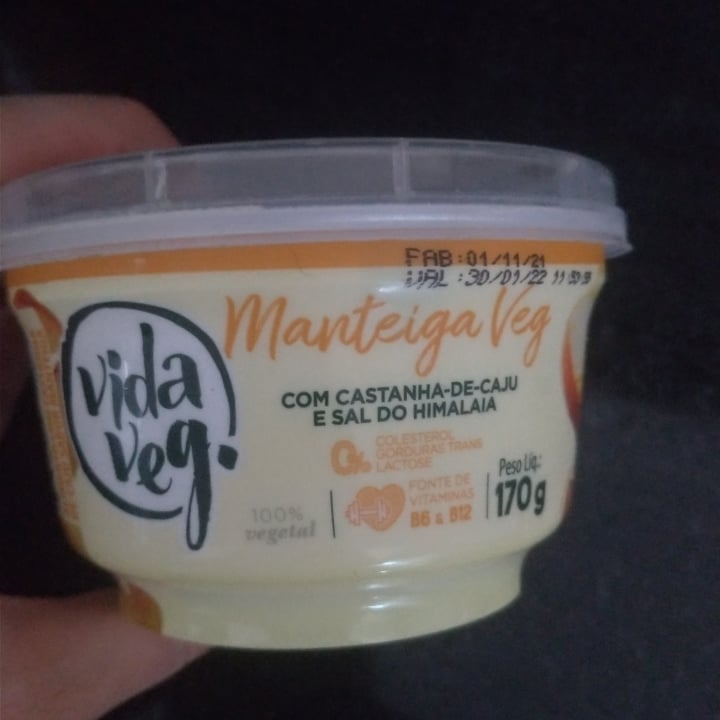 FAB :01/11/21
VAL :30/01/22 11
vida
veg.
Manteiga Veg
COM CASTANHA-DE-CAJU
E SAL DO HIMALAIA
0%
COLESTEROL
GORDURAS TRANS
LACTOSE
100%
vegetal
FONTE DE
VITAMINAS
B6 & B12
Peso Líq.:
170g